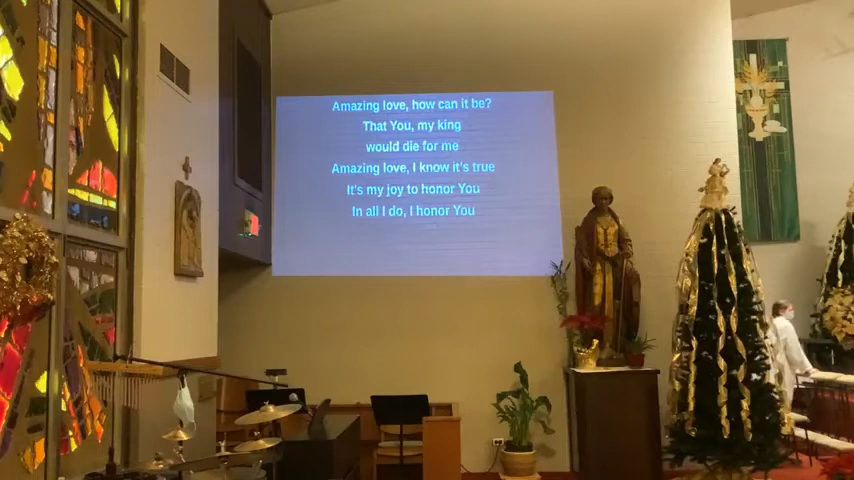 Amazing love, how can it be?
That You, my king
would die for me
Amazing love, I know it's true
It's my joy to honor You
In all I do, I honor You